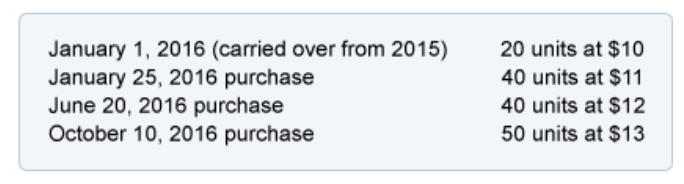 January 1, 2016 (carried over from 2015) 20 units at $10
January 25, 2016 purchase 40 units at $11
June 20, 2016 purchase 40 units at $12
October 10, 2016 purchase 50 units at $13